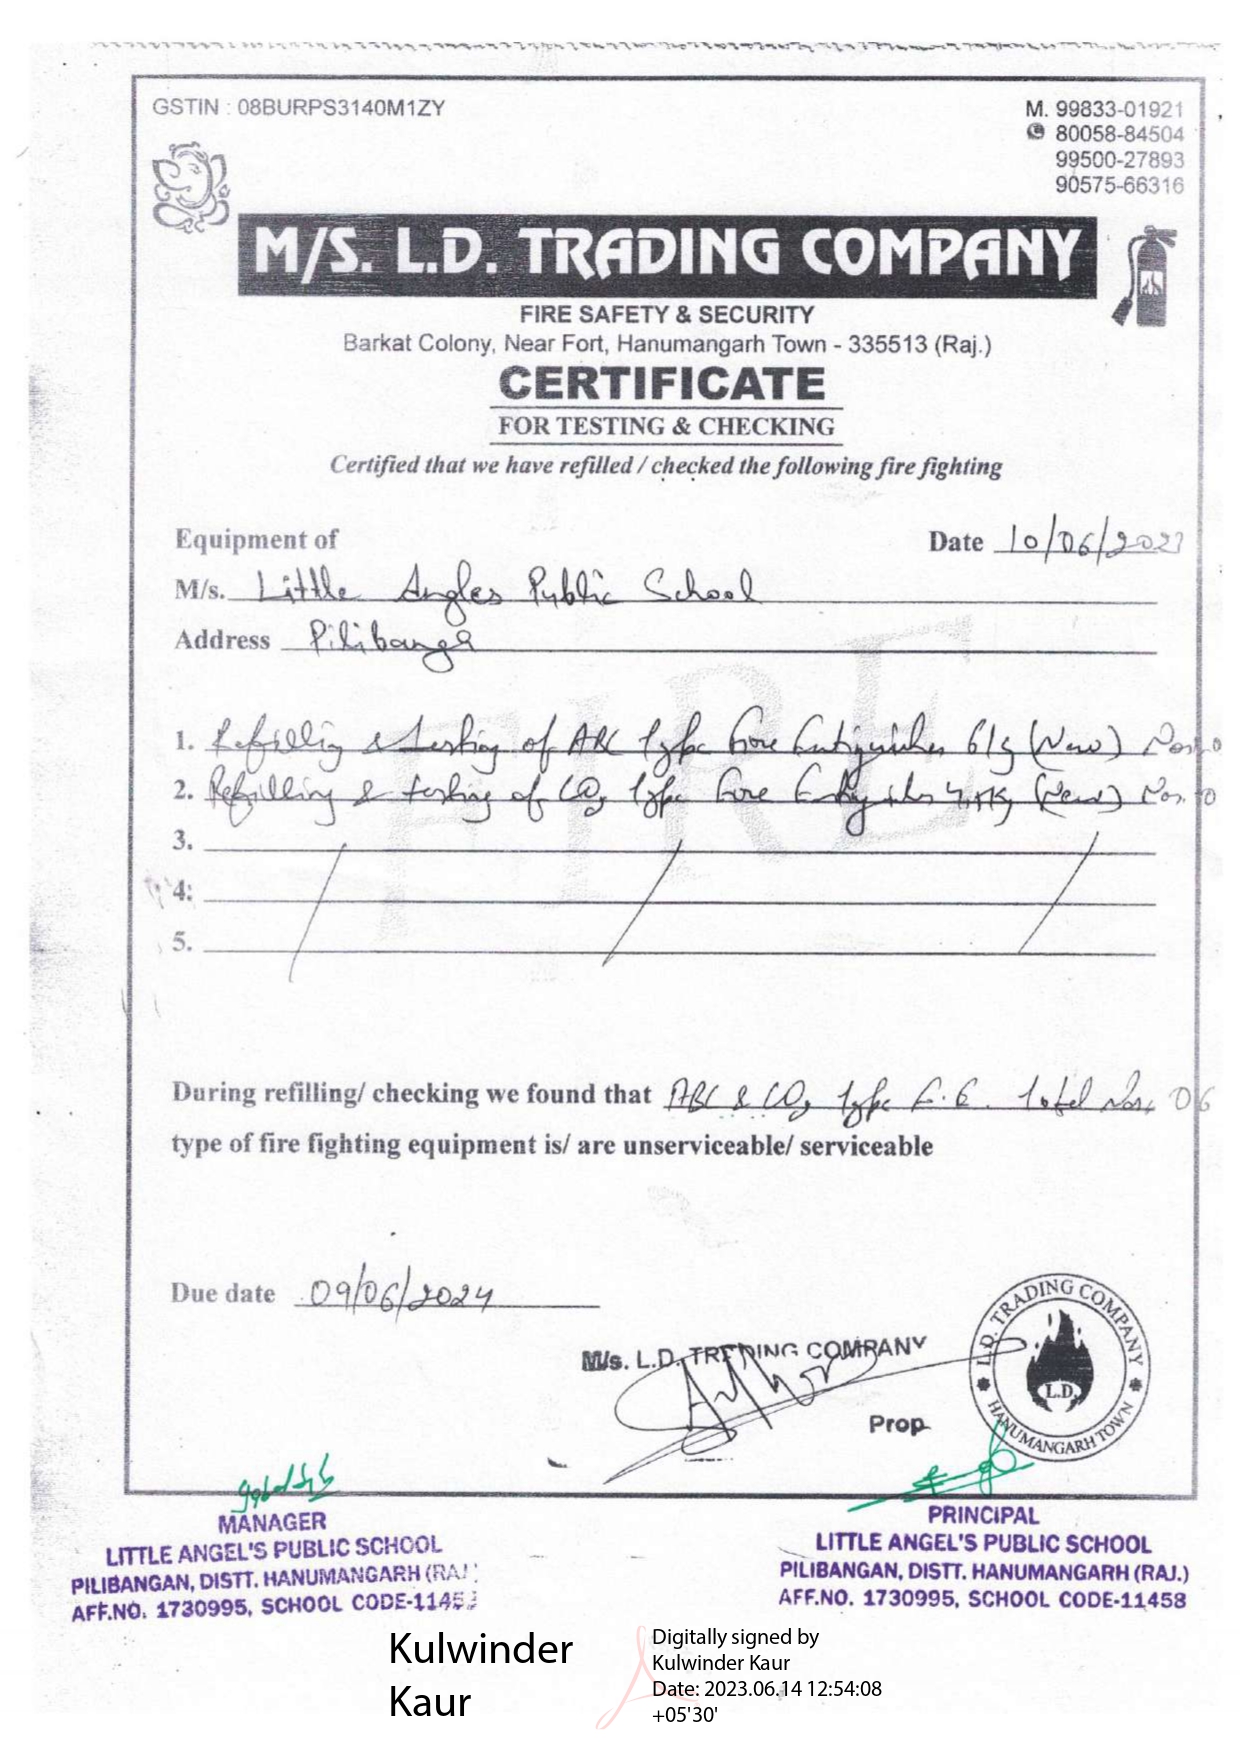 GSTIN : 08BURPS3140M1ZY
M. 99833-01921
80058-84504
99500-27893
90575-66316
M/S. L.D. TRADING COMPANY
FIRE SAFETY & SECURITY
Barkat Colony, Near Fort, Hanumangarh Town - 335513 (Raj.)
CERTIFICATE
FOR TESTING & CHECKING
Certified that we have refilled / checked the following fire fighting
Equipment of
Date 10/06/2023
M/s. Little Angles Public School
Address Pilibanga
FIRE
1. Refilling & testing of ABC type Fire Extinguisher 6kg (New) Nos.
2. Refilling & testing of CO2 type Fire Extinguisher 4.5Kg (New) Nos.
3.
4.
5.
During refilling/ checking we found that ABC & CO2 type F.E. total Nos. 06
type of fire fighting equipment is/ are unserviceable/ serviceable
Due date 09/06/2024
M/s. L.D. TREDING COMPANY
Prop
L.D. TRADING COMPANY
L.D.
HANUMANGARH TOWN
MANAGER
LITTLE ANGEL'S PUBLIC SCHOOL
PILIBANGAN, DISTT. HANUMANGARH (RAJ.)
AFF.NO. 1730995, SCHOOL CODE-1145
PRINCIPAL
LITTLE ANGEL'S PUBLIC SCHOOL
PILIBANGAN, DISTT. HANUMANGARH (RAJ.)
AFF.NO. 1730995, SCHOOL CODE-11458
Kulwinder
Kaur
Digitally signed by
Kulwinder Kaur
Date: 2023.06.14 12:54:08
+05'30'